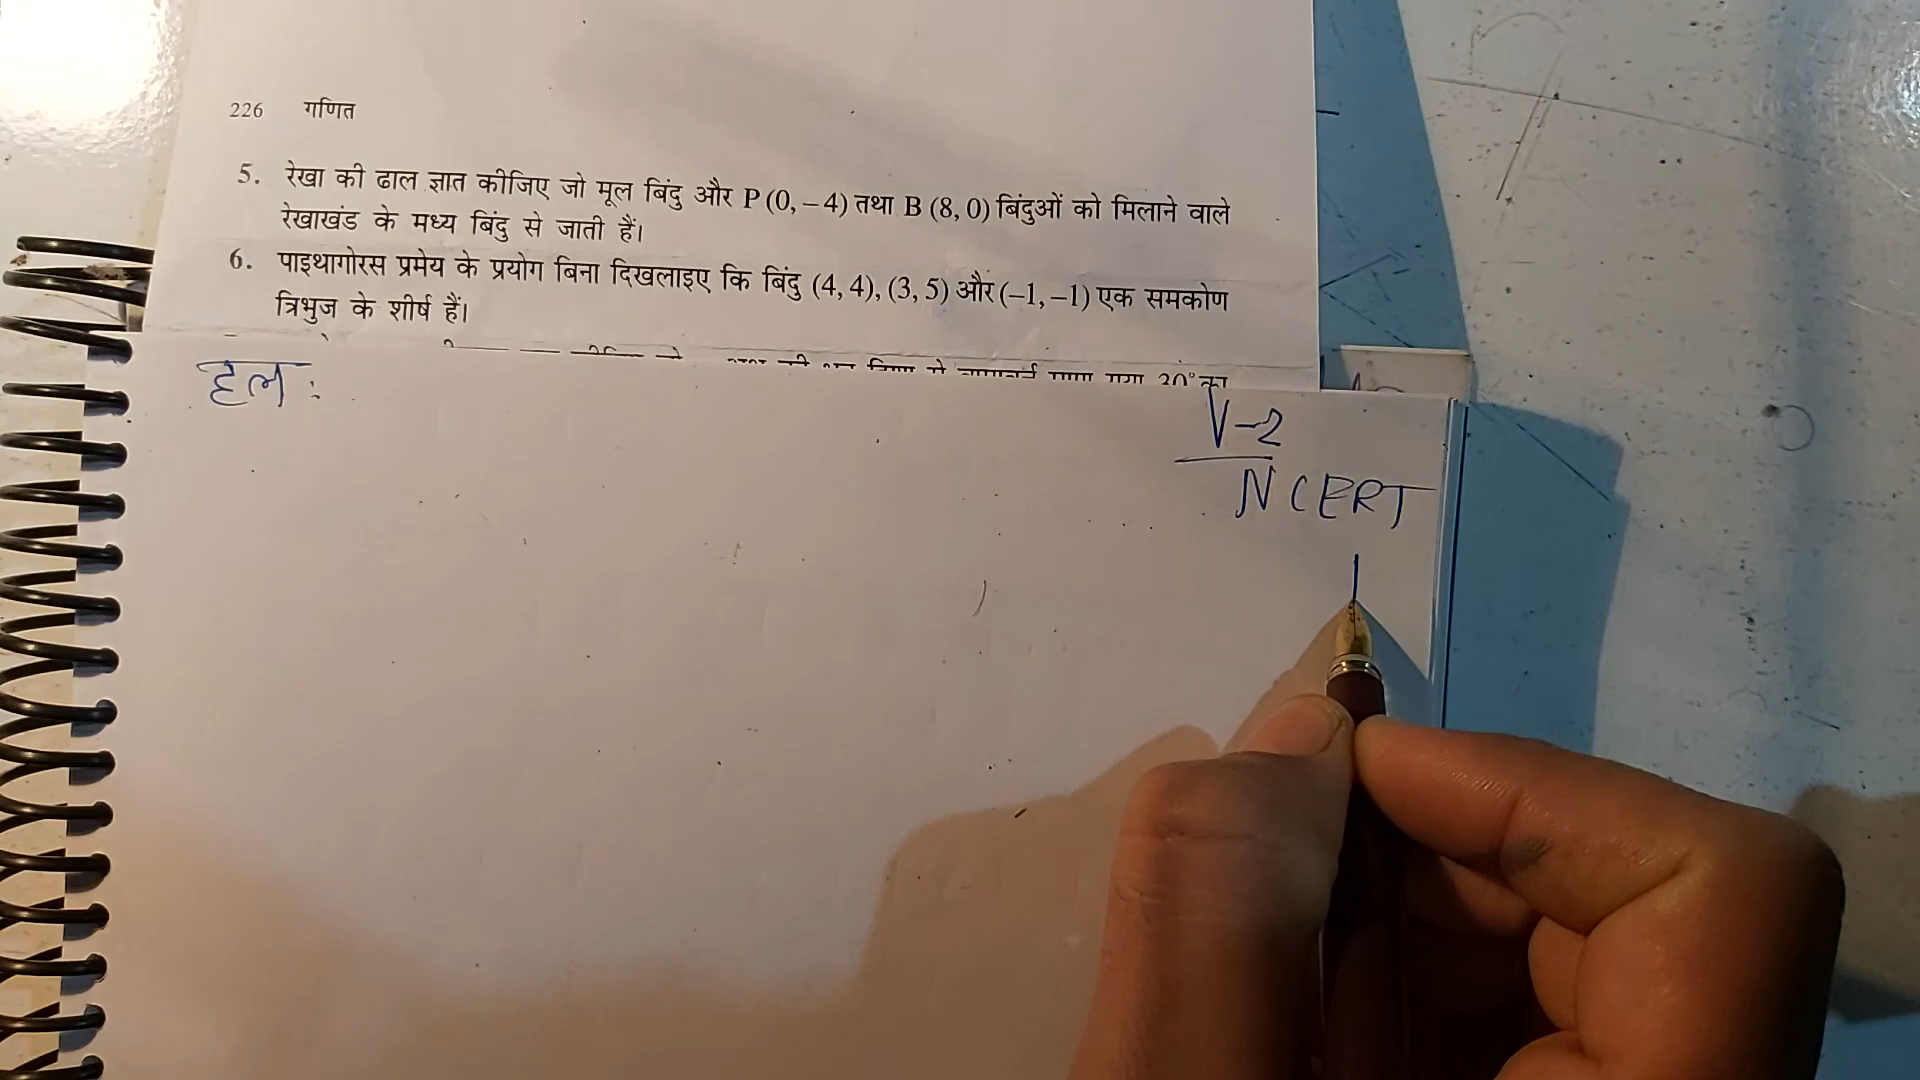 226 गणित
5. रेखा की ढाल ज्ञात कीजिए जो मूल बिंदु और P (0, – 4) तथा B (8, 0) बिंदुओं को मिलाने वाले
रेखाखंड के मध्य बिंदु से जाती हैं।
6. पाइथागोरस प्रमेय के प्रयोग बिना दिखलाइए कि बिंदु (4, 4), (3, 5) और (–1, –1) एक समकोण
त्रिभुज के शीर्ष हैं।
30° का
हल :
V-2
NCERT